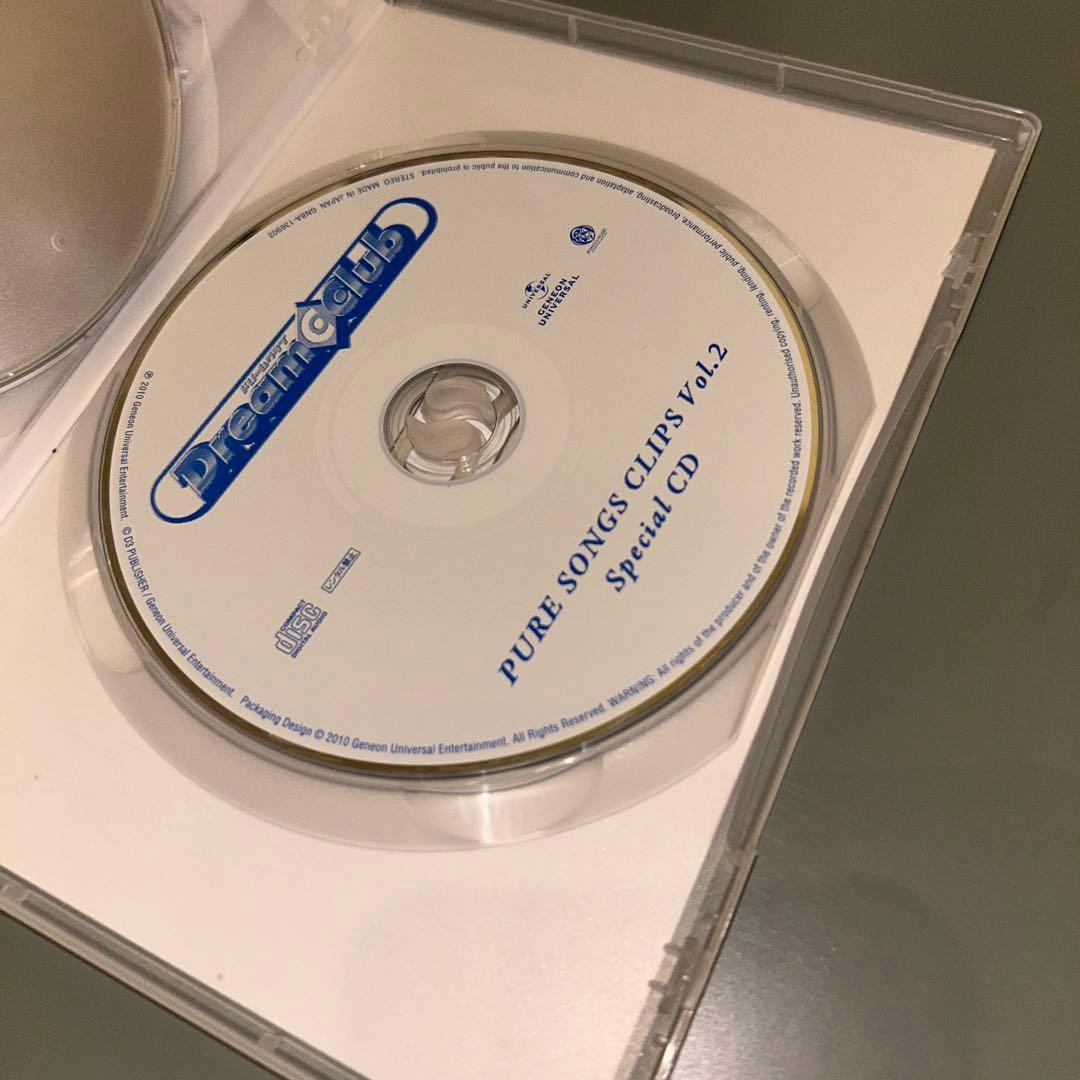 ドリームクラブ
Dream C Club
UNIVERSAL
GENEON
UNIVERSAL
PURE SONGS CLIPS Vol.2
Special CD
レンタル禁止
COMPACT
disc
DIGITAL AUDIO
℗ 2010 Geneon Universal Entertainment. © D3 PUBLISHER / Geneon Universal Entertainment. Packaging Design © 2010 Geneon Universal Entertainment. All Rights Reserved. WARNING: All rights of the producer and of the owner of the recorded work reserved. Unauthorised copying, renting, lending, public performance, broadcasting, adaptation and communication to the public is prohibited. STEREO MADE IN JAPAN GNBA-136902